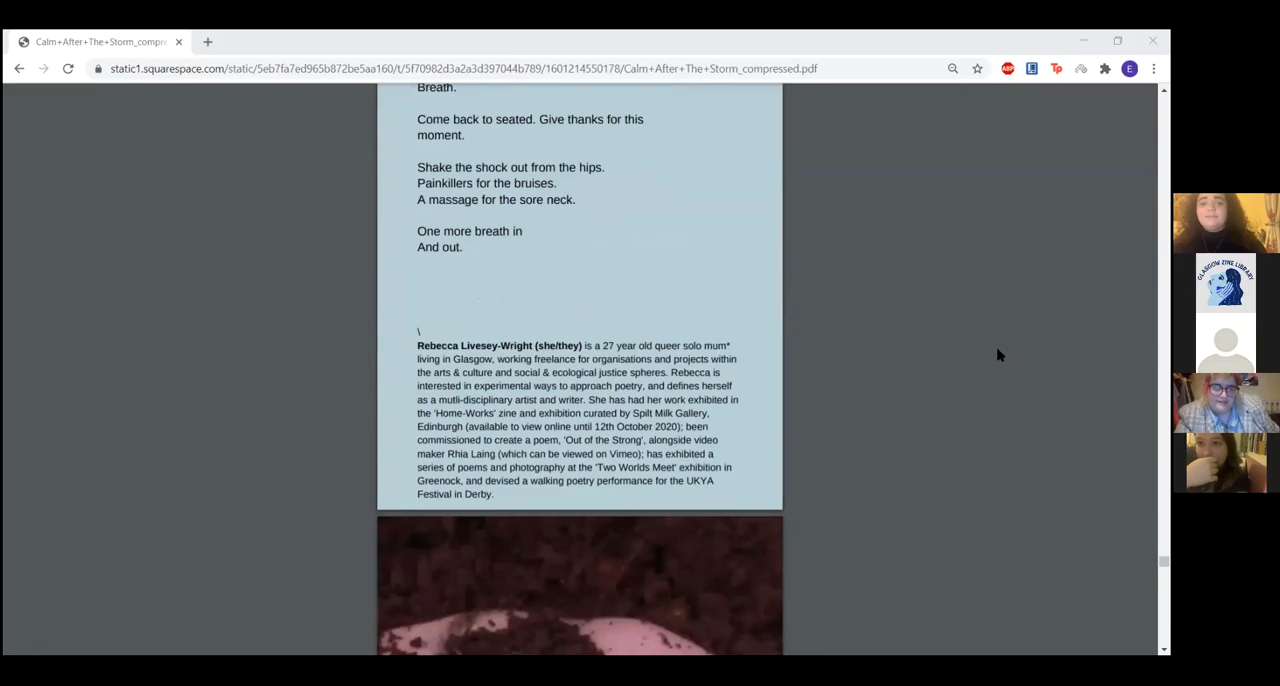 Calm+After+The+Storm_compre
static1.squarespace.com/static/5eb7fa7ed965b872be5aa160/t/5f70982d3a2a3d397044b789/1601214550178/Calm+After+The+Storm_compressed.pdf
ABP
Tp
E
Breath.
Come back to seated. Give thanks for this
moment.
Shake the shock out from the hips.
Painkillers for the bruises.
A massage for the sore neck.
One more breath in
And out.
\
Rebecca Livesey-Wright (she/they) is a 27 year old queer solo mum*
living in Glasgow, working freelance for organisations and projects within
the arts & culture and social & ecological justice spheres. Rebecca is
interested in experimental ways to approach poetry, and defines herself
as a mutli-disciplinary artist and writer. She has had her work exhibited in
the 'Home-Works' zine and exhibition curated by Spilt Milk Gallery,
Edinburgh (available to view online until 12th October 2020); been
commissioned to create a poem, 'Out of the Strong', alongside video
maker Rhia Laing (which can be viewed on Vimeo); has exhibited a
series of poems and photography at the 'Two Worlds Meet' exhibition in
Greenock, and devised a walking poetry performance for the UKYA
Festival in Derby.
GLASGOW ZINE LIBRARY